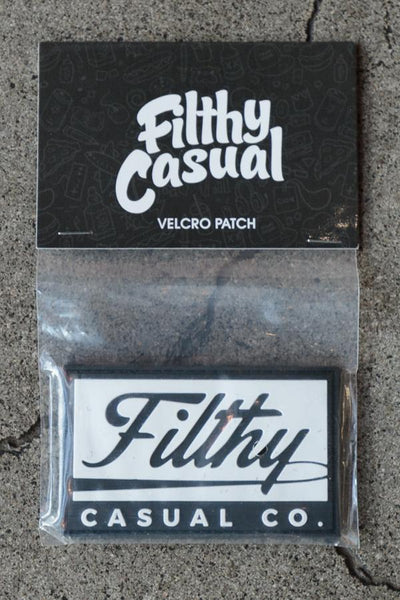 Filthy
Casual
VELCRO PATCH
Filthy
CASUAL CO.